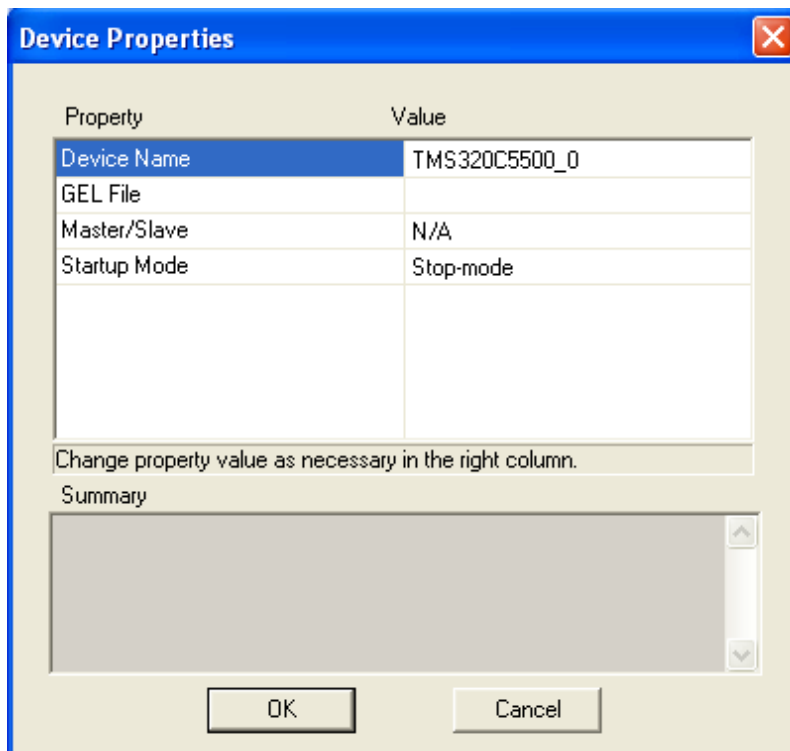 Device Properties
Property Value
Device Name TMS320C5500_0
GEL File
Master/Slave N/A
Startup Mode Stop-mode
Change property value as necessary in the right column.
Summary
OK Cancel